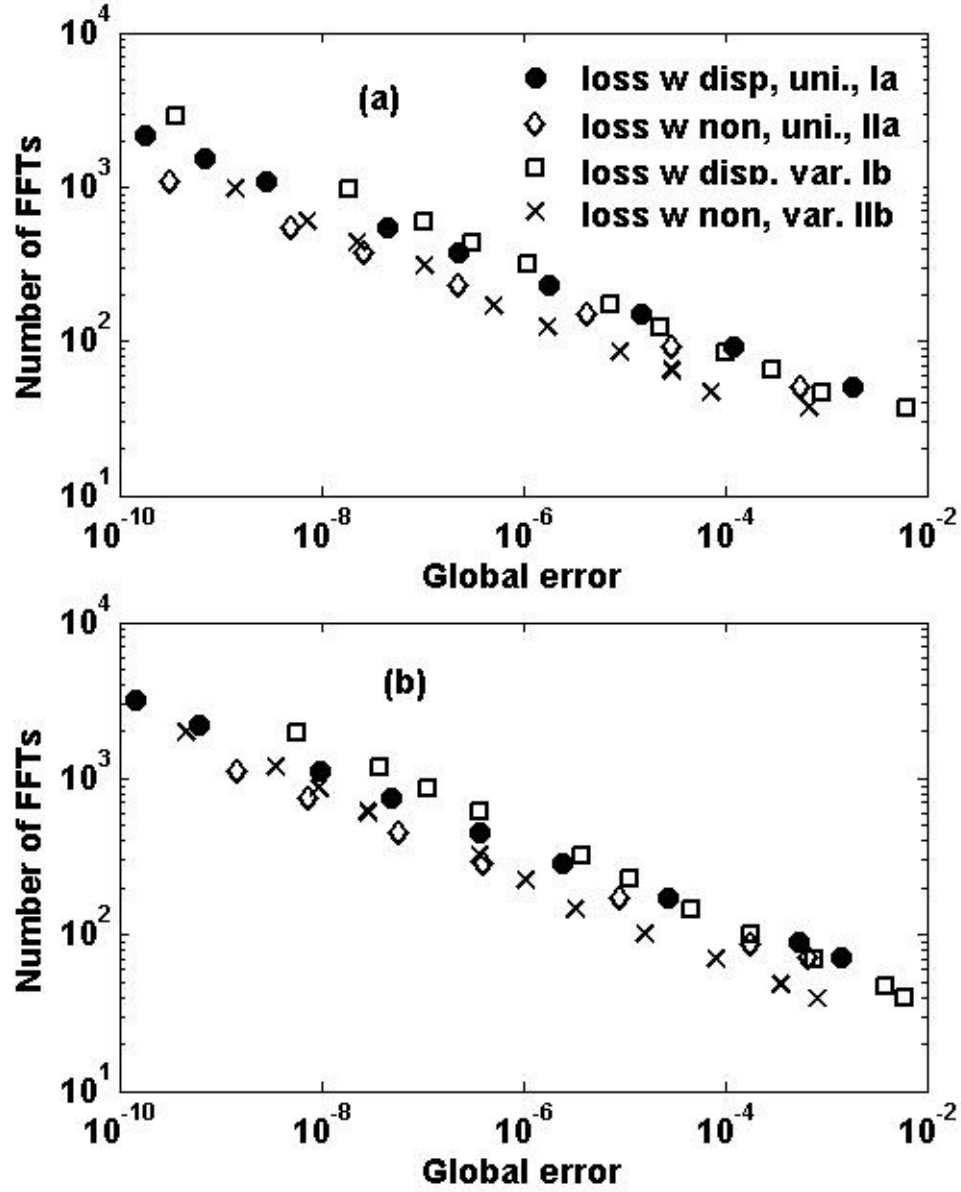 10^4
(a)
loss w disp, uni., Ia
loss w non, uni., IIa
loss w disp. var. Ib
loss w non, var. IIb
10^3
10^2
10^1
Number of FFTs
10^-10
10^-8
10^-6
10^-4
10^-2
Global error
10^4
(b)
10^3
10^2
10^1
Number of FFTs
10^-10
10^-8
10^-6
10^-4
10^-2
Global error